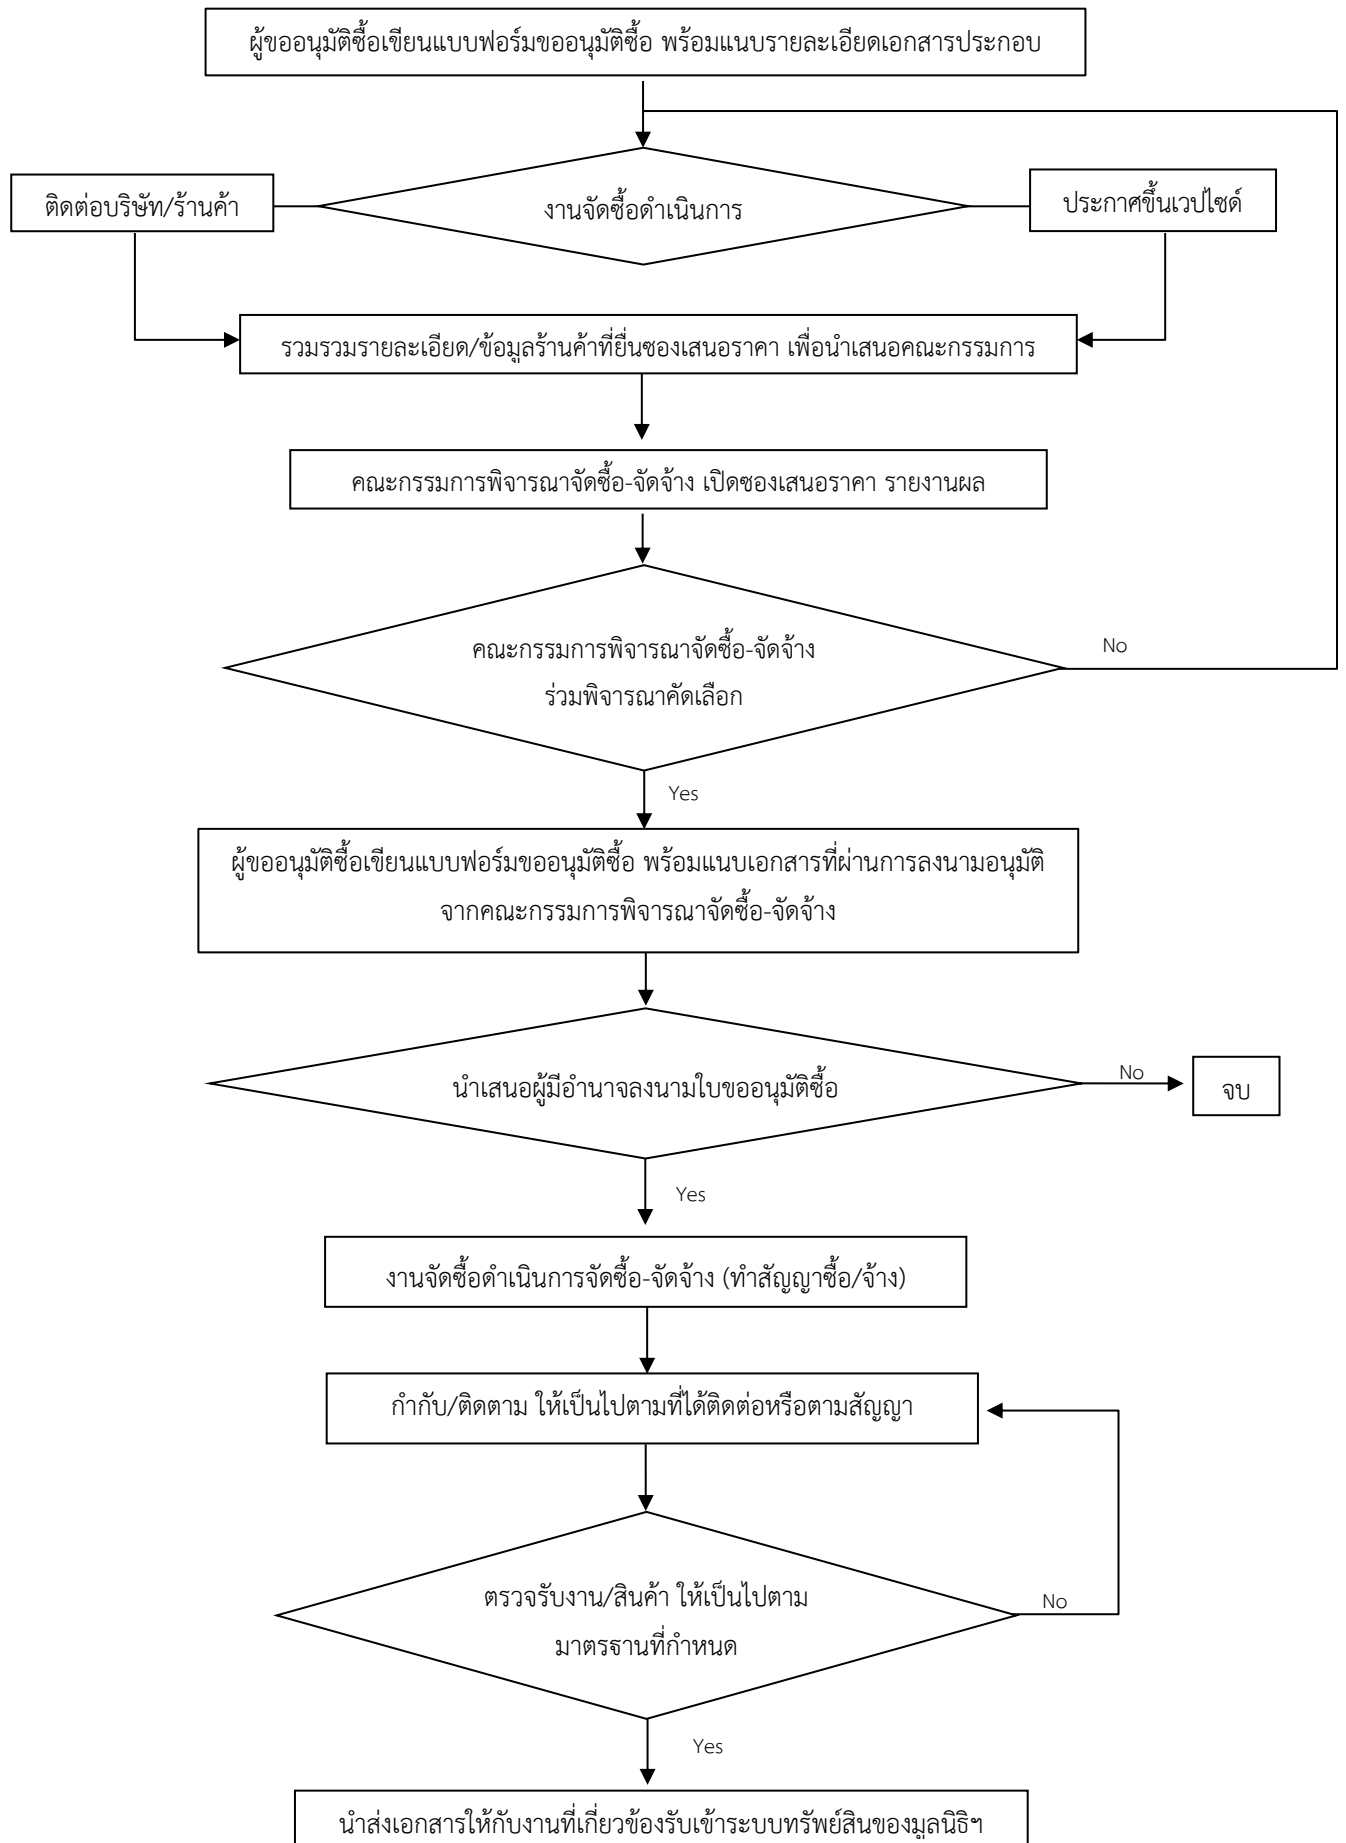 ผู้ขออนุมัติซื้อเขียนแบบฟอร์มขออนุมัติซื้อ พร้อมแนบรายละเอียดเอกสารประกอบ
ติดต่อบริษัท/ร้านค้า
งานจัดซื้อดำเนินการ
ประกาศขึ้นเวปไซด์
รวมรวมรายละเอียด/ข้อมูลร้านค้าที่ยื่นซองเสนอราคา เพื่อนำเสนอคณะกรรมการ
คณะกรรมการพิจารณาจัดซื้อ-จัดจ้าง เปิดซองเสนอราคา รายงานผล
คณะกรรมการพิจารณาจัดซื้อ-จัดจ้าง
ร่วมพิจารณาคัดเลือก
No
Yes
ผู้ขออนุมัติซื้อเขียนแบบฟอร์มขออนุมัติซื้อ พร้อมแนบเอกสารที่ผ่านการลงนามอนุมัติ
จากคณะกรรมการพิจารณาจัดซื้อ-จัดจ้าง
นำเสนอผู้มีอำนาจลงนามใบขออนุมัติซื้อ
No
จบ
Yes
งานจัดซื้อดำเนินการจัดซื้อ-จัดจ้าง (ทำสัญญาซื้อ/จ้าง)
กำกับ/ติดตาม ให้เป็นไปตามที่ได้ติดต่อหรือตามสัญญา
ตรวจรับงาน/สินค้า ให้เป็นไปตาม
มาตรฐานที่กำหนด
No
Yes
นำส่งเอกสารให้กับงานที่เกี่ยวข้องรับเข้าระบบทรัพย์สินของมูลนิธิฯ